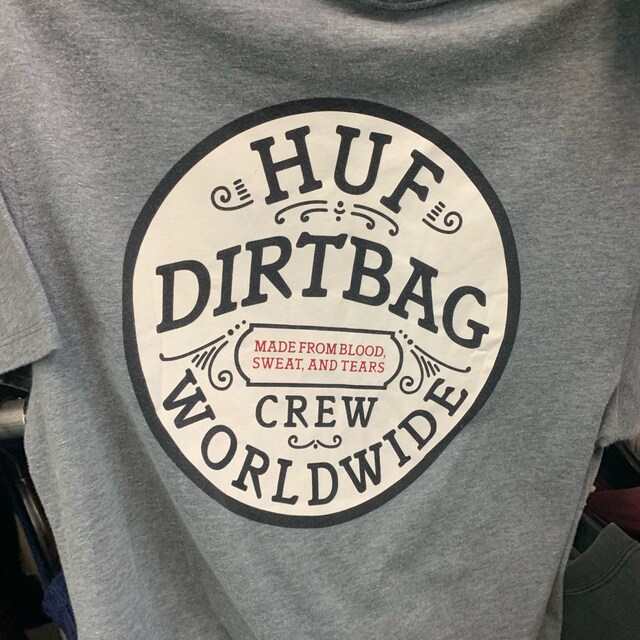 HUF
DIRTBAG
MADE FROM BLOOD,
SWEAT, AND TEARS
CREW
WORLDWIDE